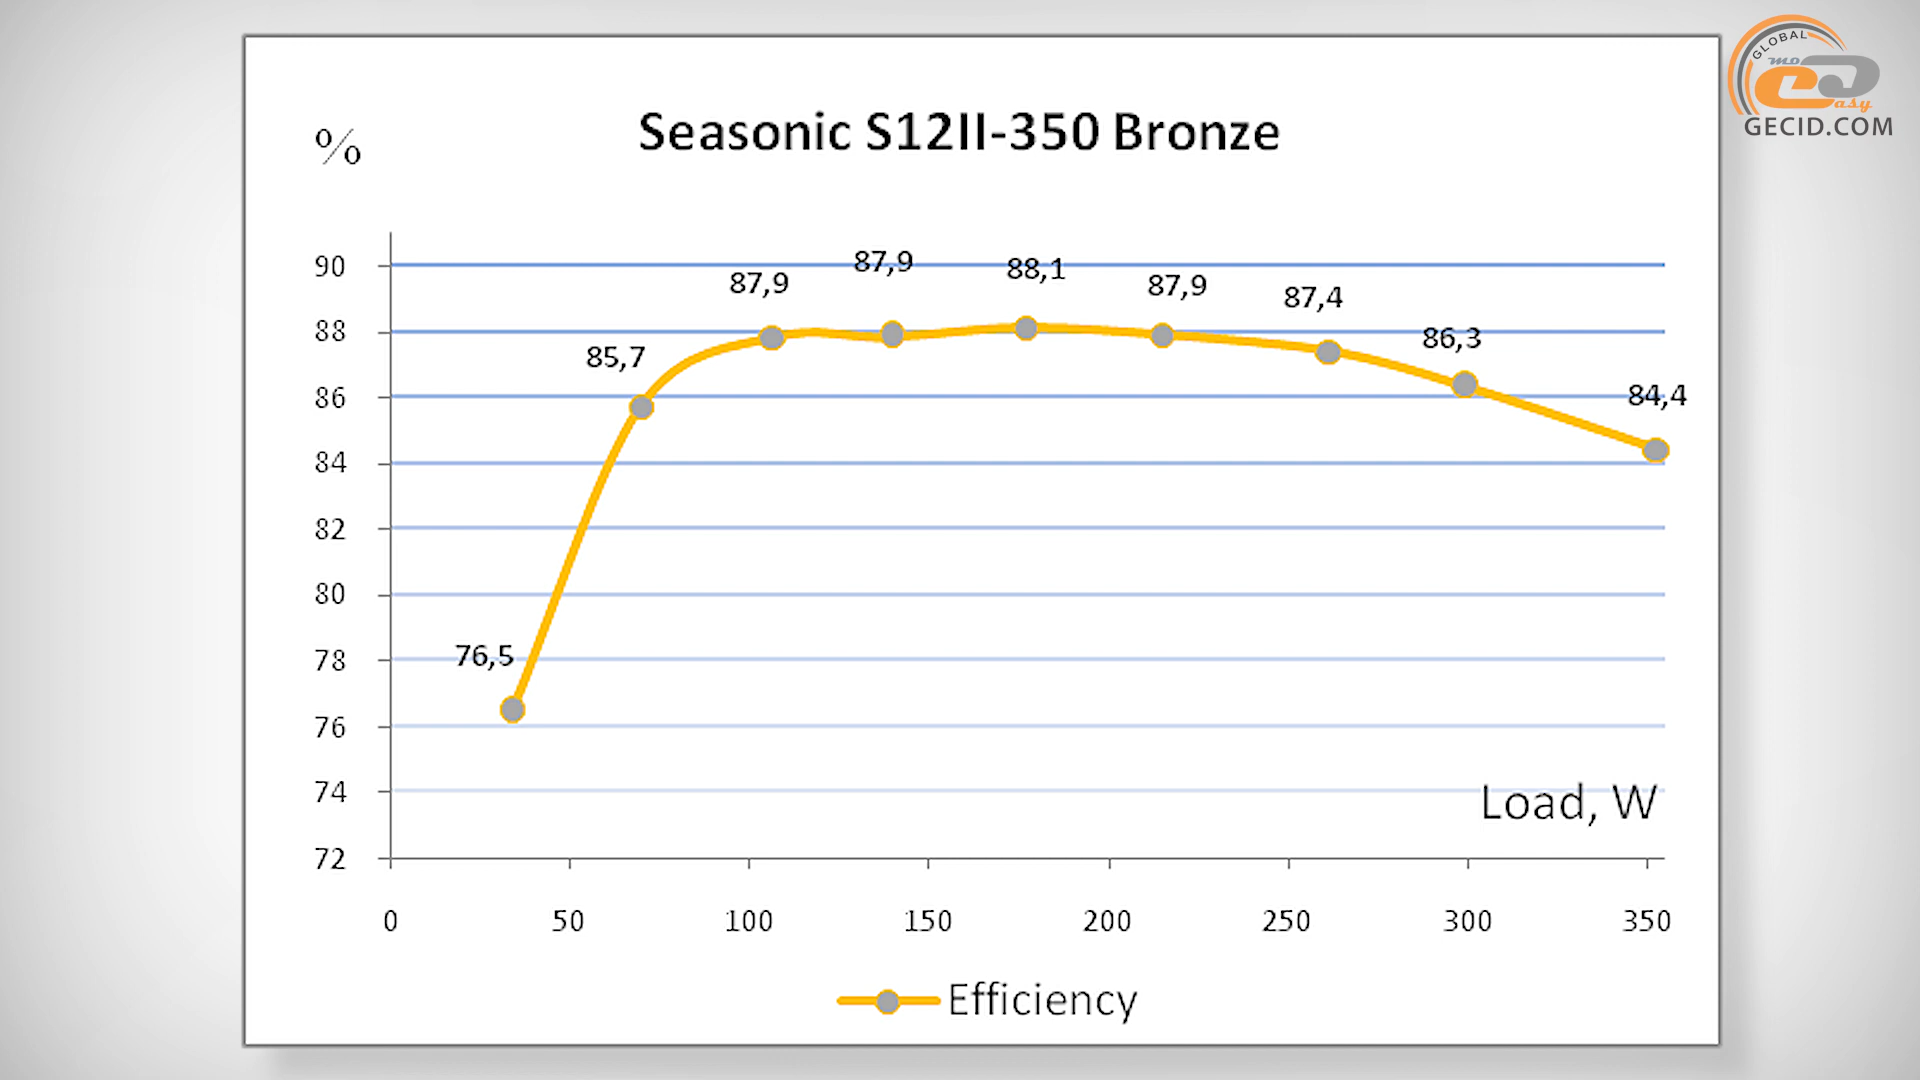 GLOBAL
mo
easy
GECID.COM
%
Seasonic S12II-350 Bronze
90
88
86
84
82
80
78
76
74
72
76,5
85,7
87,9
87,9
88,1
87,9
87,4
86,3
84,4
Load, W
0 50 100 150 200 250 300 350
Efficiency